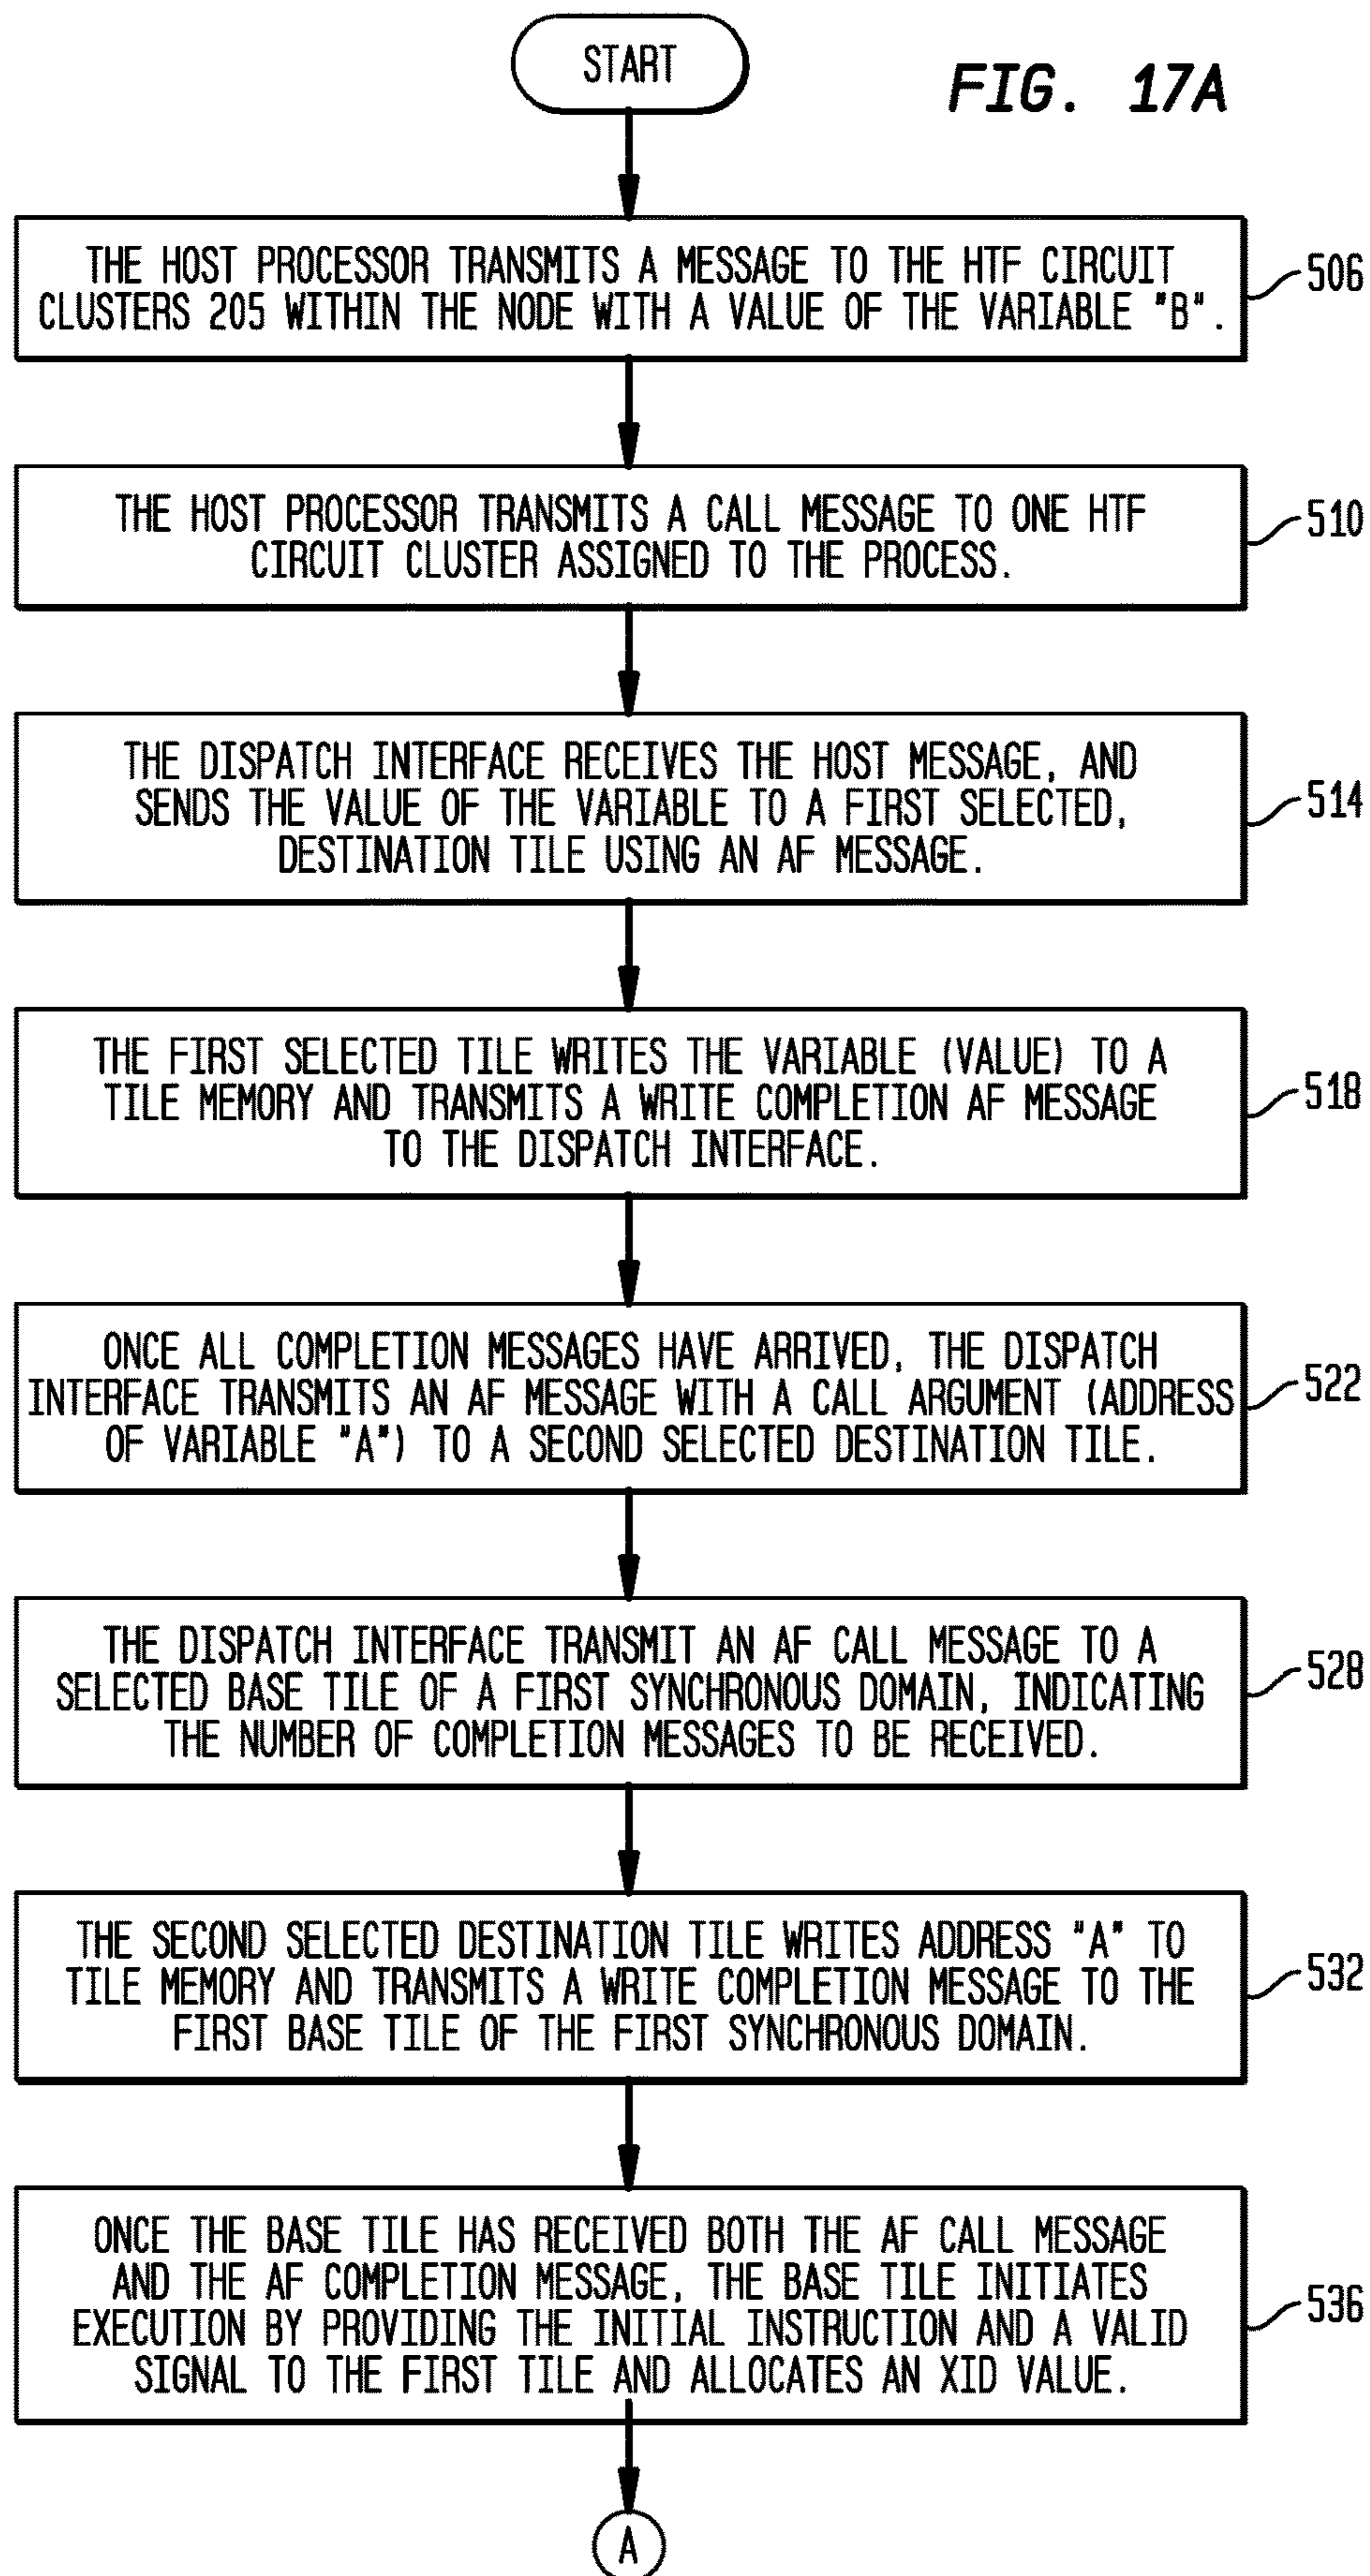 START
FIG. 17A
THE HOST PROCESSOR TRANSMITS A MESSAGE TO THE HTF CIRCUIT
CLUSTERS 205 WITHIN THE NODE WITH A VALUE OF THE VARIABLE "B".
506
THE HOST PROCESSOR TRANSMITS A CALL MESSAGE TO ONE HTF
CIRCUIT CLUSTER ASSIGNED TO THE PROCESS.
510
THE DISPATCH INTERFACE RECEIVES THE HOST MESSAGE, AND
SENDS THE VALUE OF THE VARIABLE TO A FIRST SELECTED,
DESTINATION TILE USING AN AF MESSAGE.
514
THE FIRST SELECTED TILE WRITES THE VARIABLE (VALUE) TO A
TILE MEMORY AND TRANSMITS A WRITE COMPLETION AF MESSAGE
TO THE DISPATCH INTERFACE.
518
ONCE ALL COMPLETION MESSAGES HAVE ARRIVED, THE DISPATCH
INTERFACE TRANSMITS AN AF MESSAGE WITH A CALL ARGUMENT (ADDRESS
OF VARIABLE "A") TO A SECOND SELECTED DESTINATION TILE.
522
THE DISPATCH INTERFACE TRANSMIT AN AF CALL MESSAGE TO A
SELECTED BASE TILE OF A FIRST SYNCHRONOUS DOMAIN, INDICATING
THE NUMBER OF COMPLETION MESSAGES TO BE RECEIVED.
528
THE SECOND SELECTED DESTINATION TILE WRITES ADDRESS "A" TO
TILE MEMORY AND TRANSMITS A WRITE COMPLETION MESSAGE TO THE
FIRST BASE TILE OF THE FIRST SYNCHRONOUS DOMAIN.
532
ONCE THE BASE TILE HAS RECEIVED BOTH THE AF CALL MESSAGE
AND THE AF COMPLETION MESSAGE, THE BASE TILE INITIATES
EXECUTION BY PROVIDING THE INITIAL INSTRUCTION AND A VALID
SIGNAL TO THE FIRST TILE AND ALLOCATES AN XID VALUE.
536
A